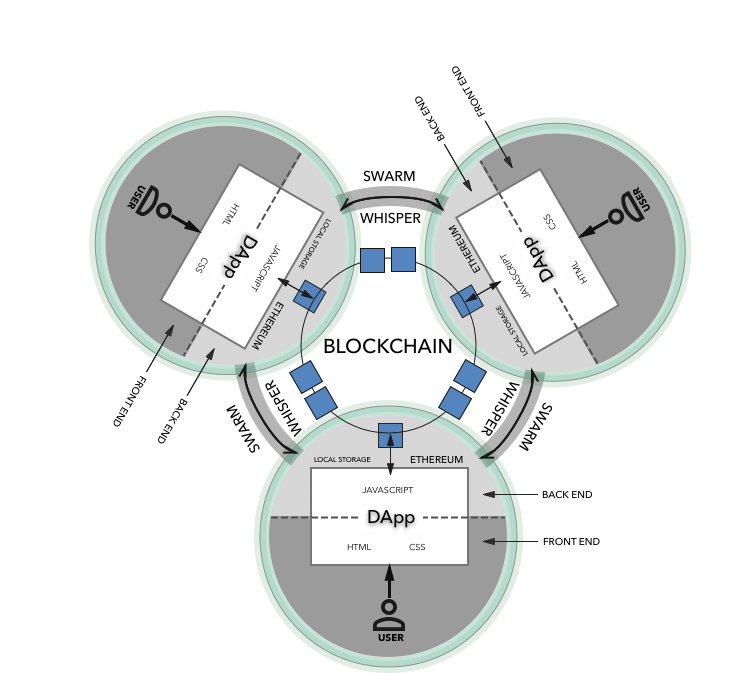 FRONT END
BACK END
SWARM
WHISPER
USER
HTML
CSS
DApp
JAVASCRIPT
LOCAL STORAGE
ETHEREUM
FRONT END
BACK END
USER
CSS
HTML
DApp
JAVASCRIPT
ETHEREUM
LOCAL STORAGE
BLOCKCHAIN
WHISPER
SWARM
WHISPER
SWARM
LOCAL STORAGE
ETHEREUM
JAVASCRIPT
DApp
HTML
CSS
BACK END
FRONT END
USER